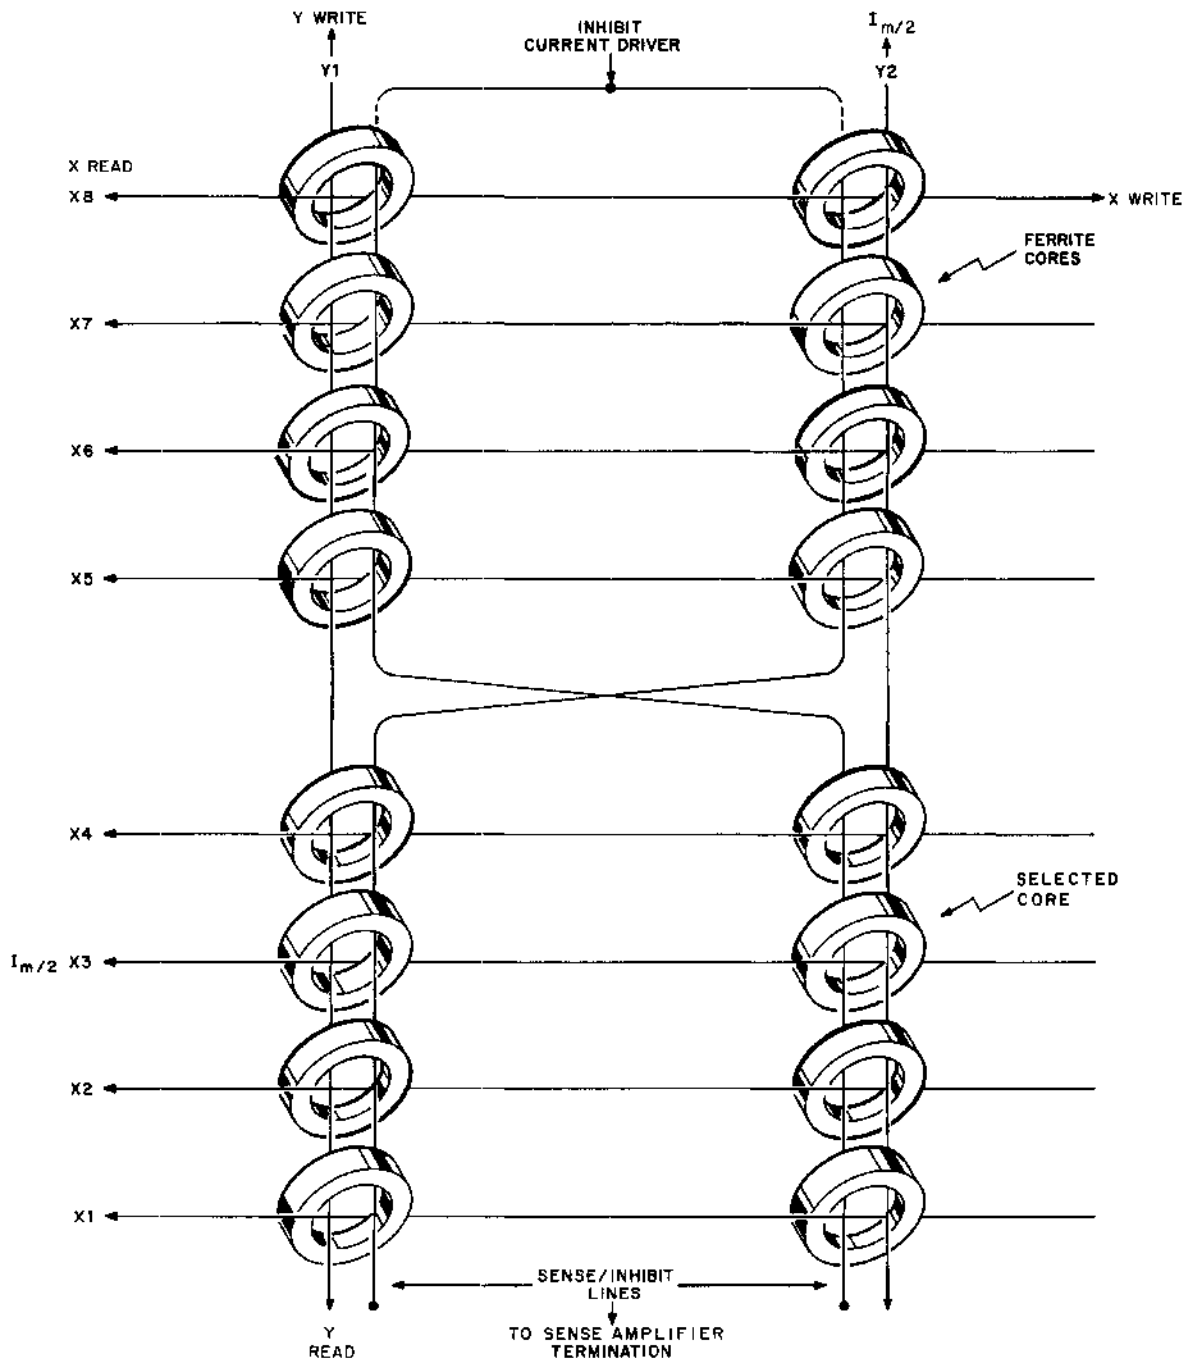 Y WRITE
INHIBIT
CURRENT DRIVER
Im/2
Y1
Y2
X READ
X8
X WRITE
FERRITE
CORES
X7
X6
X5
X4
SELECTED
CORE
Im/2 X3
X2
X1
SENSE/INHIBIT
LINES
Y
READ
TO SENSE AMPLIFIER
TERMINATION